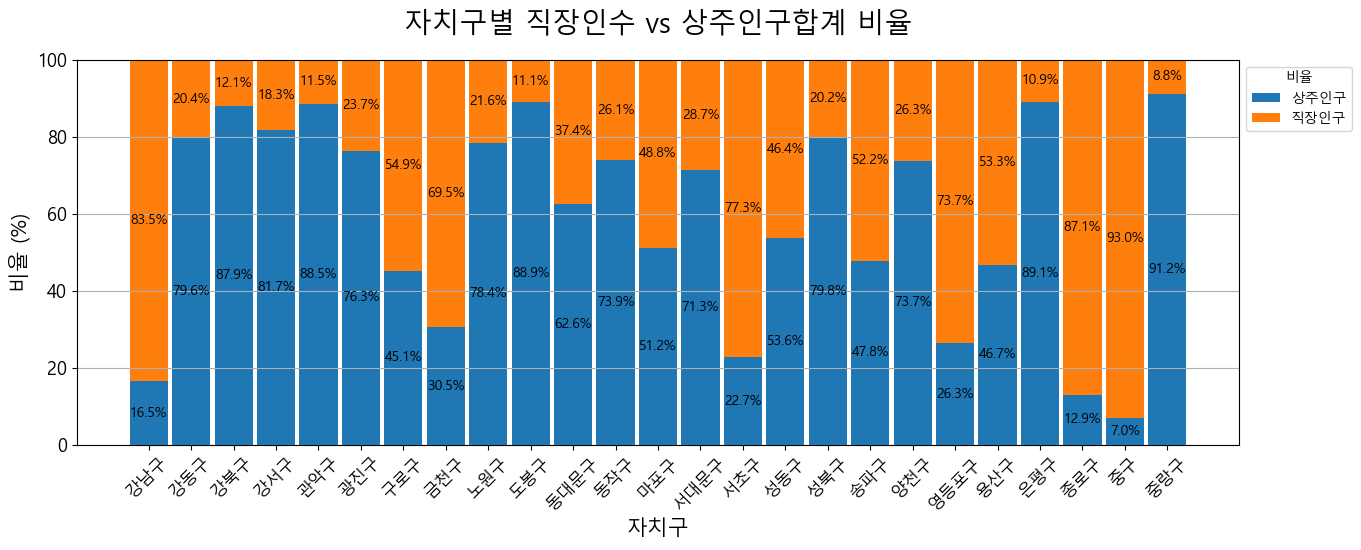 자치구별 직장인수 vs 상주인구합계 비율
비율 (%)
100
80
60
40
20
0
83.5%
16.5%
20.4%
79.6%
12.1%
87.9%
18.3%
81.7%
11.5%
88.5%
23.7%
76.3%
54.9%
45.1%
69.5%
30.5%
21.6%
78.4%
11.1%
88.9%
37.4%
62.6%
26.1%
73.9%
48.8%
51.2%
28.7%
71.3%
77.3%
22.7%
46.4%
53.6%
20.2%
79.8%
52.2%
47.8%
26.3%
73.7%
73.7%
26.3%
53.3%
46.7%
10.9%
89.1%
87.1%
12.9%
93.0%
7.0%
8.8%
91.2%
강남구
강동구
강북구
강서구
관악구
광진구
구로구
금천구
노원구
도봉구
동대문구
동작구
마포구
서대문구
서초구
성동구
성북구
송파구
양천구
영등포구
용산구
은평구
종로구
중구
중랑구
자치구
비율
상주인구
직장인구